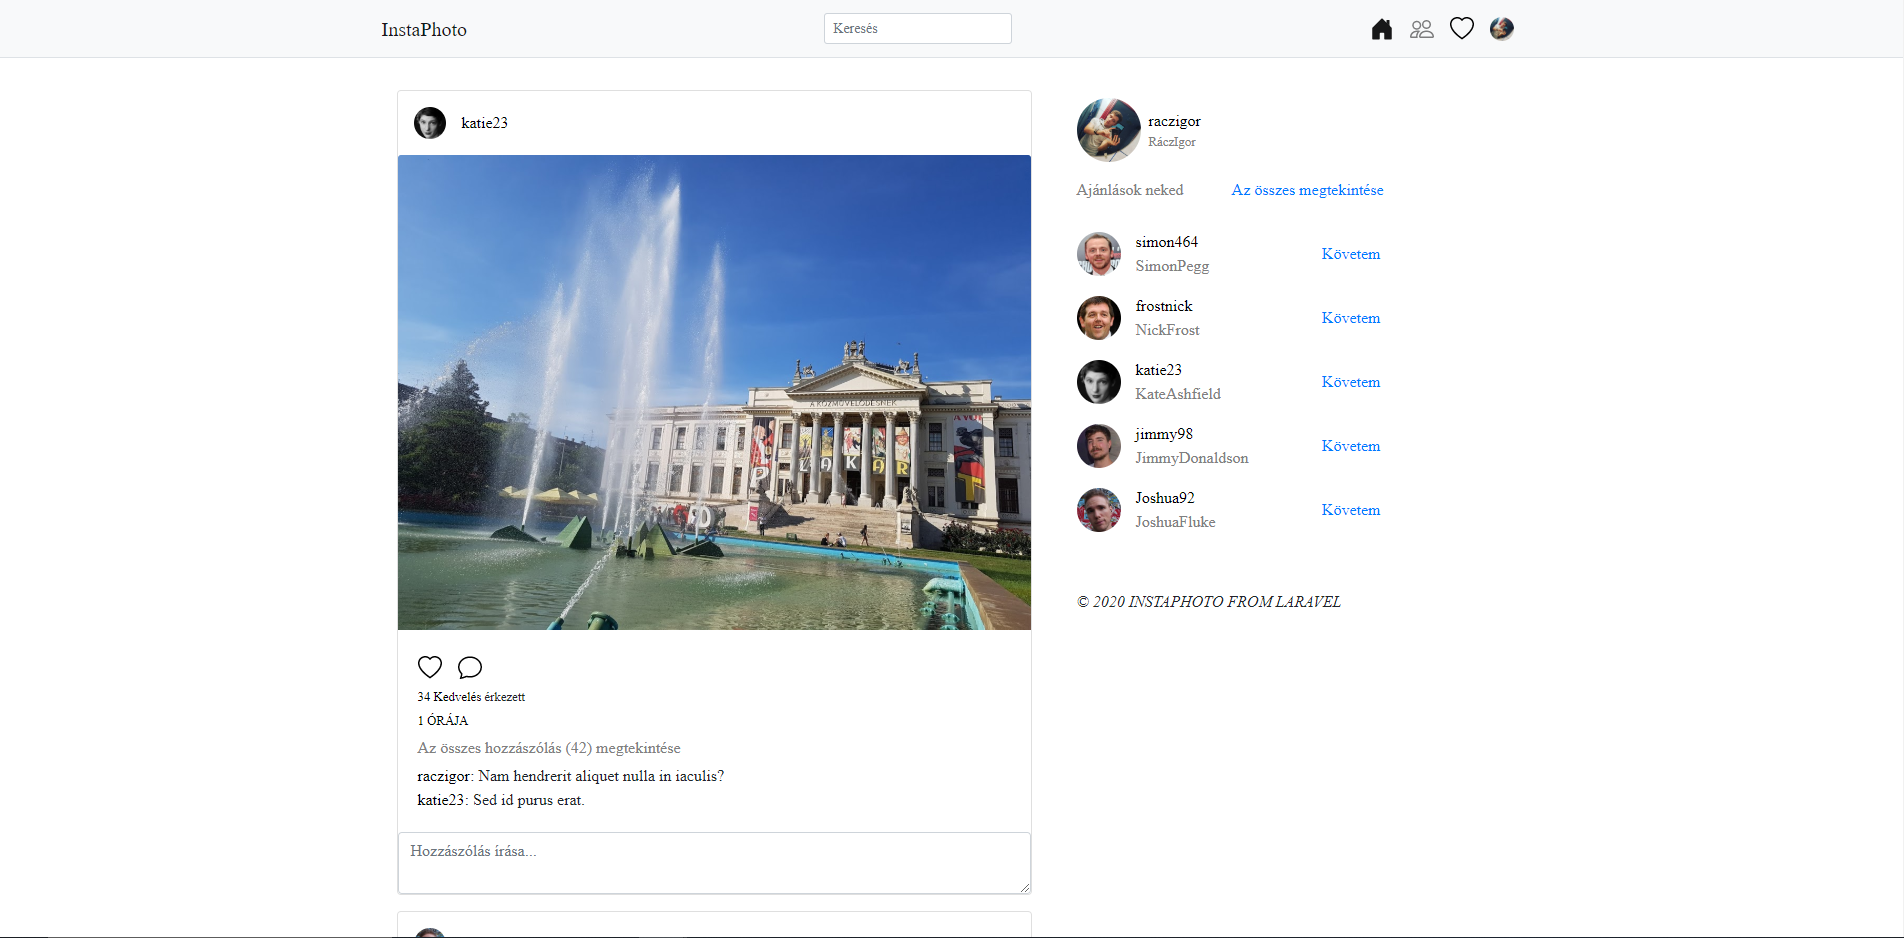 InstaPhoto
Keresés
katie23
A KÖZMŰVELŐDÉSNEK
P L A K Á R T
raczigor
RáczIgor
Ajánlások neked
Az összes megtekintése
simon464
SimonPegg
Követem
frostnick
NickFrost
Követem
katie23
KateAshfield
Követem
jimmy98
JimmyDonaldson
Követem
Joshua92
JoshuaFluke
Követem
© 2020 INSTAPHOTO FROM LARAVEL
34 Kedvelés érkezett
1 ÓRÁJA
Az összes hozzászólás (42) megtekintése
raczigor: Nam hendrerit aliquet nulla in iaculis?
katie23: Sed id purus erat.
Hozzászólás írása...